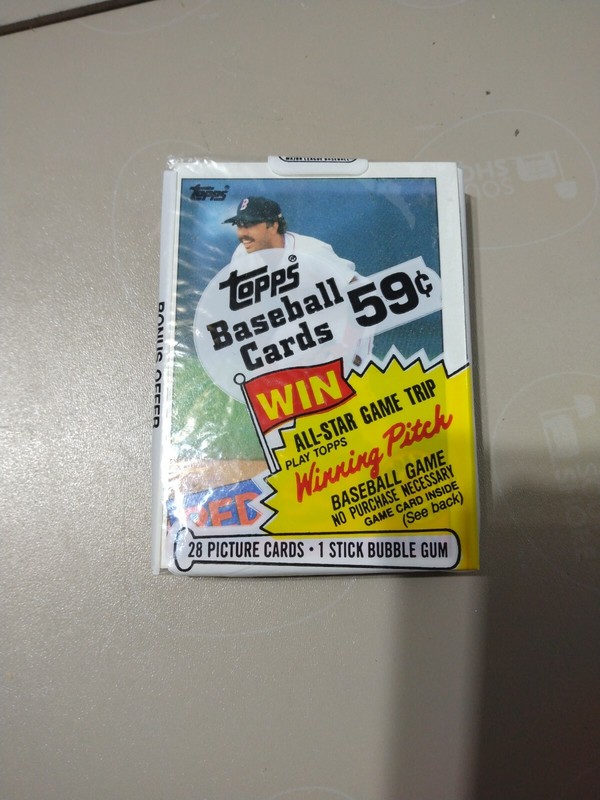 MAJOR LEAGUE BASEBALL
TOPPS®
TOPPS®
Baseball
Cards
59¢
WIN
ALL-STAR GAME TRIP
PLAY TOPPS
Winning Pitch
BASEBALL GAME
NO PURCHASE NECESSARY
GAME CARD INSIDE
(See back)
BONUS OFFER
RED
28 PICTURE CARDS • 1 STICK BUBBLE GUM